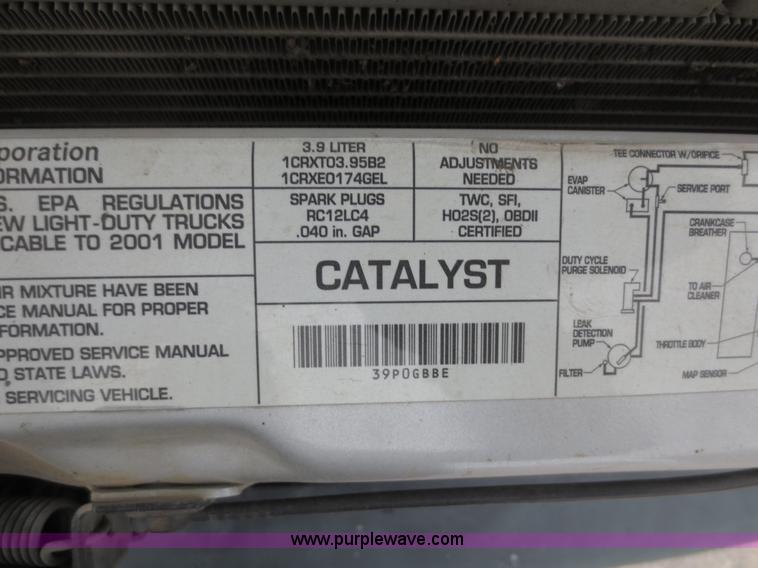 poration
ORMATION
S. EPA REGULATIONS
EW LIGHT-DUTY TRUCKS
ICABLE TO 2001 MODEL
IR MIXTURE HAVE BEEN
CE MANUAL FOR PROPER
NFORMATION.
APPROVED SERVICE MANUAL
D STATE LAWS.
SERVICING VEHICLE.
3.9 LITER
1CRXT03.95B2
1CRXE0174GEL
NO
ADJUSTMENTS
NEEDED
SPARK PLUGS
RC12LC4
.040 in. GAP
TWC, SFI,
HO2S(2), OBDII
CERTIFIED
CATALYST
39P0GBBE
TEE CONNECTOR W/ORIFICE
EVAP
CANISTER
SERVICE PORT
CRANKCASE
BREATHER
DUTY CYCLE
PURGE SOLENOID
TO AIR
CLEANER
LEAK
DETECTION
PUMP
THROTTLE BODY
FILTER
MAP SENSOR
www.purplewave.com